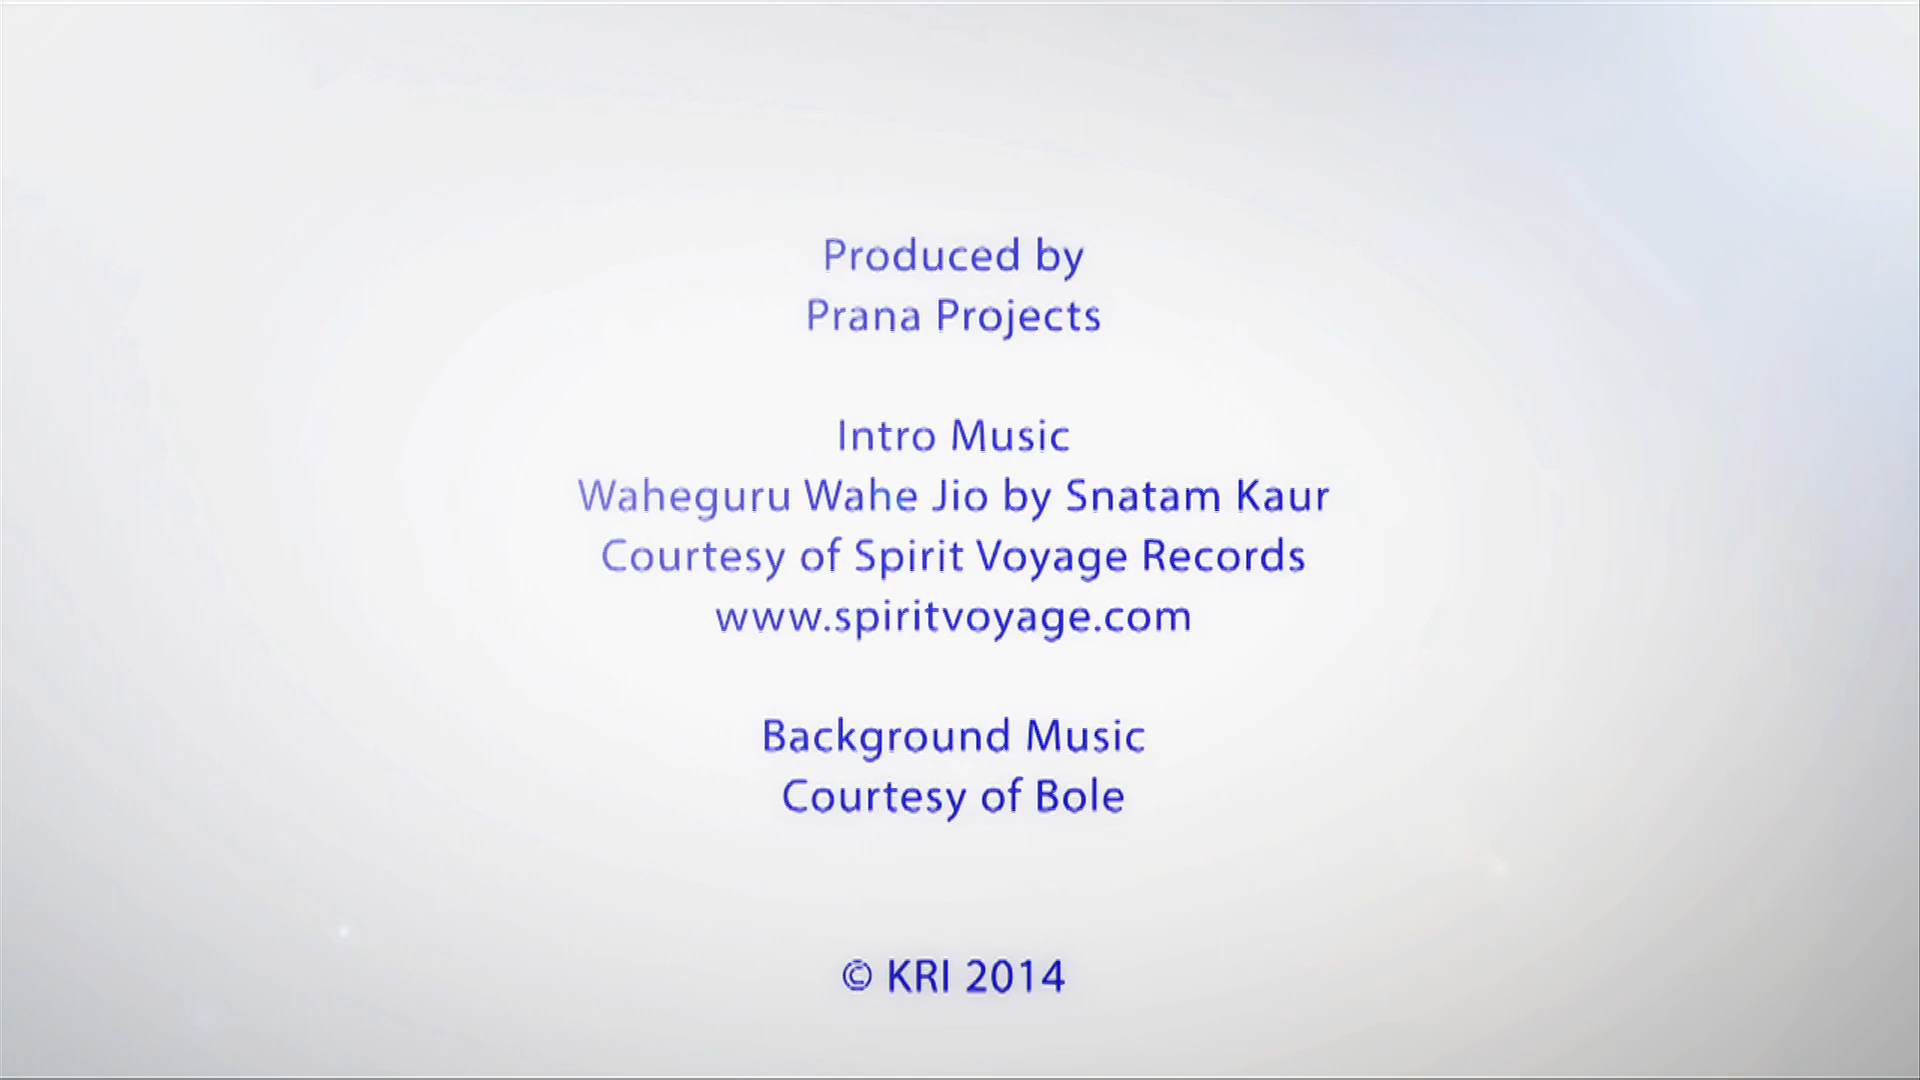 Produced by
Prana Projects
Intro Music
Waheguru Wahe Jio by Snatam Kaur
Courtesy of Spirit Voyage Records
www.spiritvoyage.com
Background Music
Courtesy of Bole
© KRI 2014